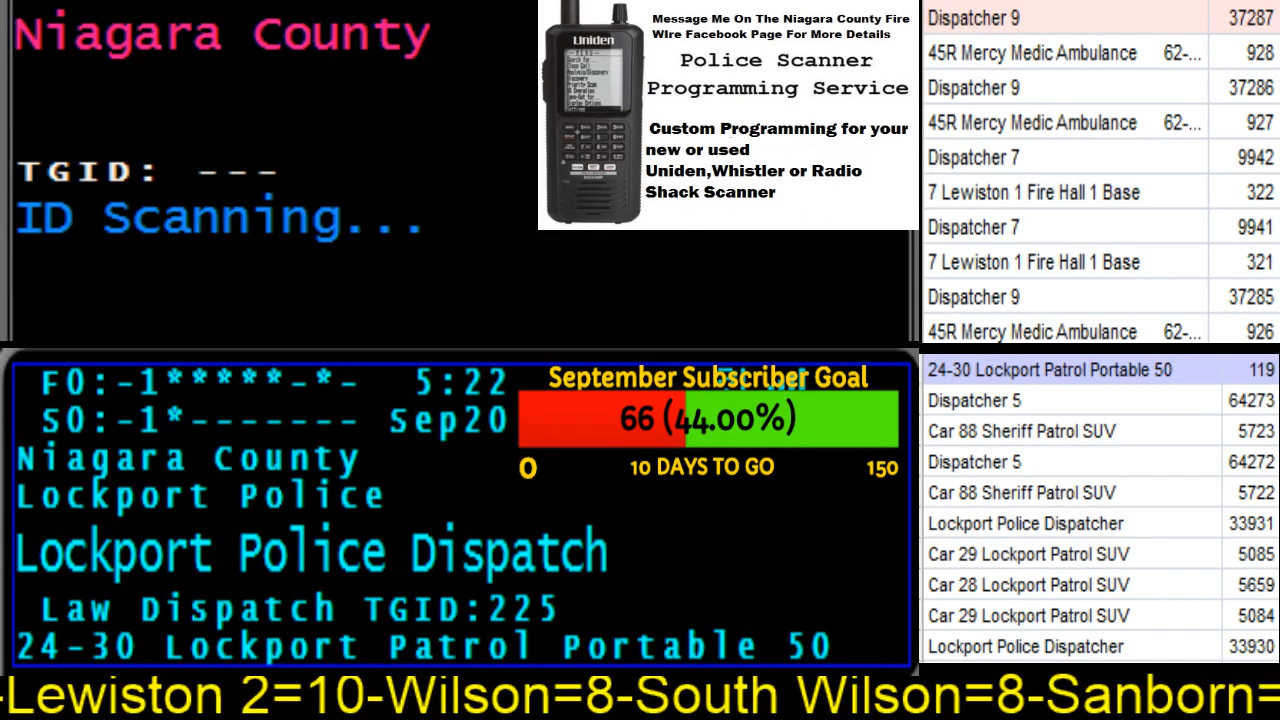 Niagara County
TGID: ---
ID Scanning...
Uniden
Message Me On The Niagara County Fire
WIre Facebook Page For More Details
Police Scanner
Programming Service
Custom Programming for your
new or used
Uniden,Whistler or Radio
Shack Scanner
Dispatcher 9 37287
45R Mercy Medic Ambulance 62-... 928
Dispatcher 9 37286
45R Mercy Medic Ambulance 62-... 927
Dispatcher 7 9942
7 Lewiston 1 Fire Hall 1 Base 322
Dispatcher 7 9941
7 Lewiston 1 Fire Hall 1 Base 321
Dispatcher 9 37285
45R Mercy Medic Ambulance 62-... 926
F0:-1*****-*- 5:22
S0:-1*------- Sep20
Niagara County
Lockport Police
Lockport Police Dispatch
Law Dispatch TGID:225
24-30 Lockport Patrol Portable 50
September Subscriber Goal
66 (44.00%)
0 10 DAYS TO GO 150
24-30 Lockport Patrol Portable 50 119
Dispatcher 5 64273
Car 88 Sheriff Patrol SUV 5723
Dispatcher 5 64272
Car 88 Sheriff Patrol SUV 5722
Lockport Police Dispatcher 33931
Car 29 Lockport Patrol SUV 5085
Car 28 Lockport Patrol SUV 5659
Car 29 Lockport Patrol SUV 5084
Lockport Police Dispatcher 33930
-Lewiston 2=10-Wilson=8-South Wilson=8-Sanborn=